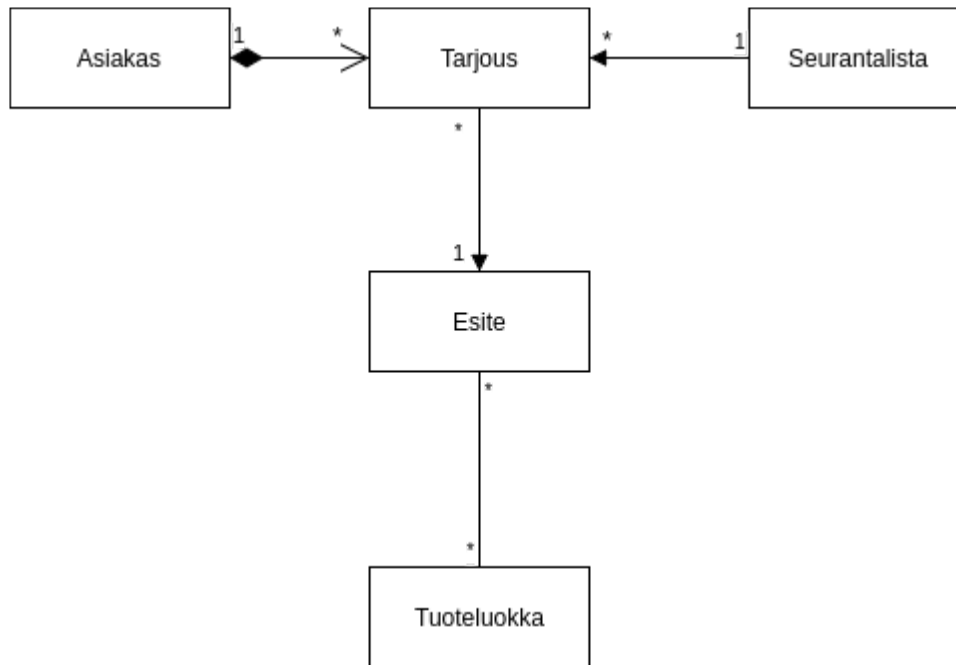 Asiakas
1
*
Tarjous
*
1
Seurantalista
*
1
Esite
*
*
Tuoteluokka